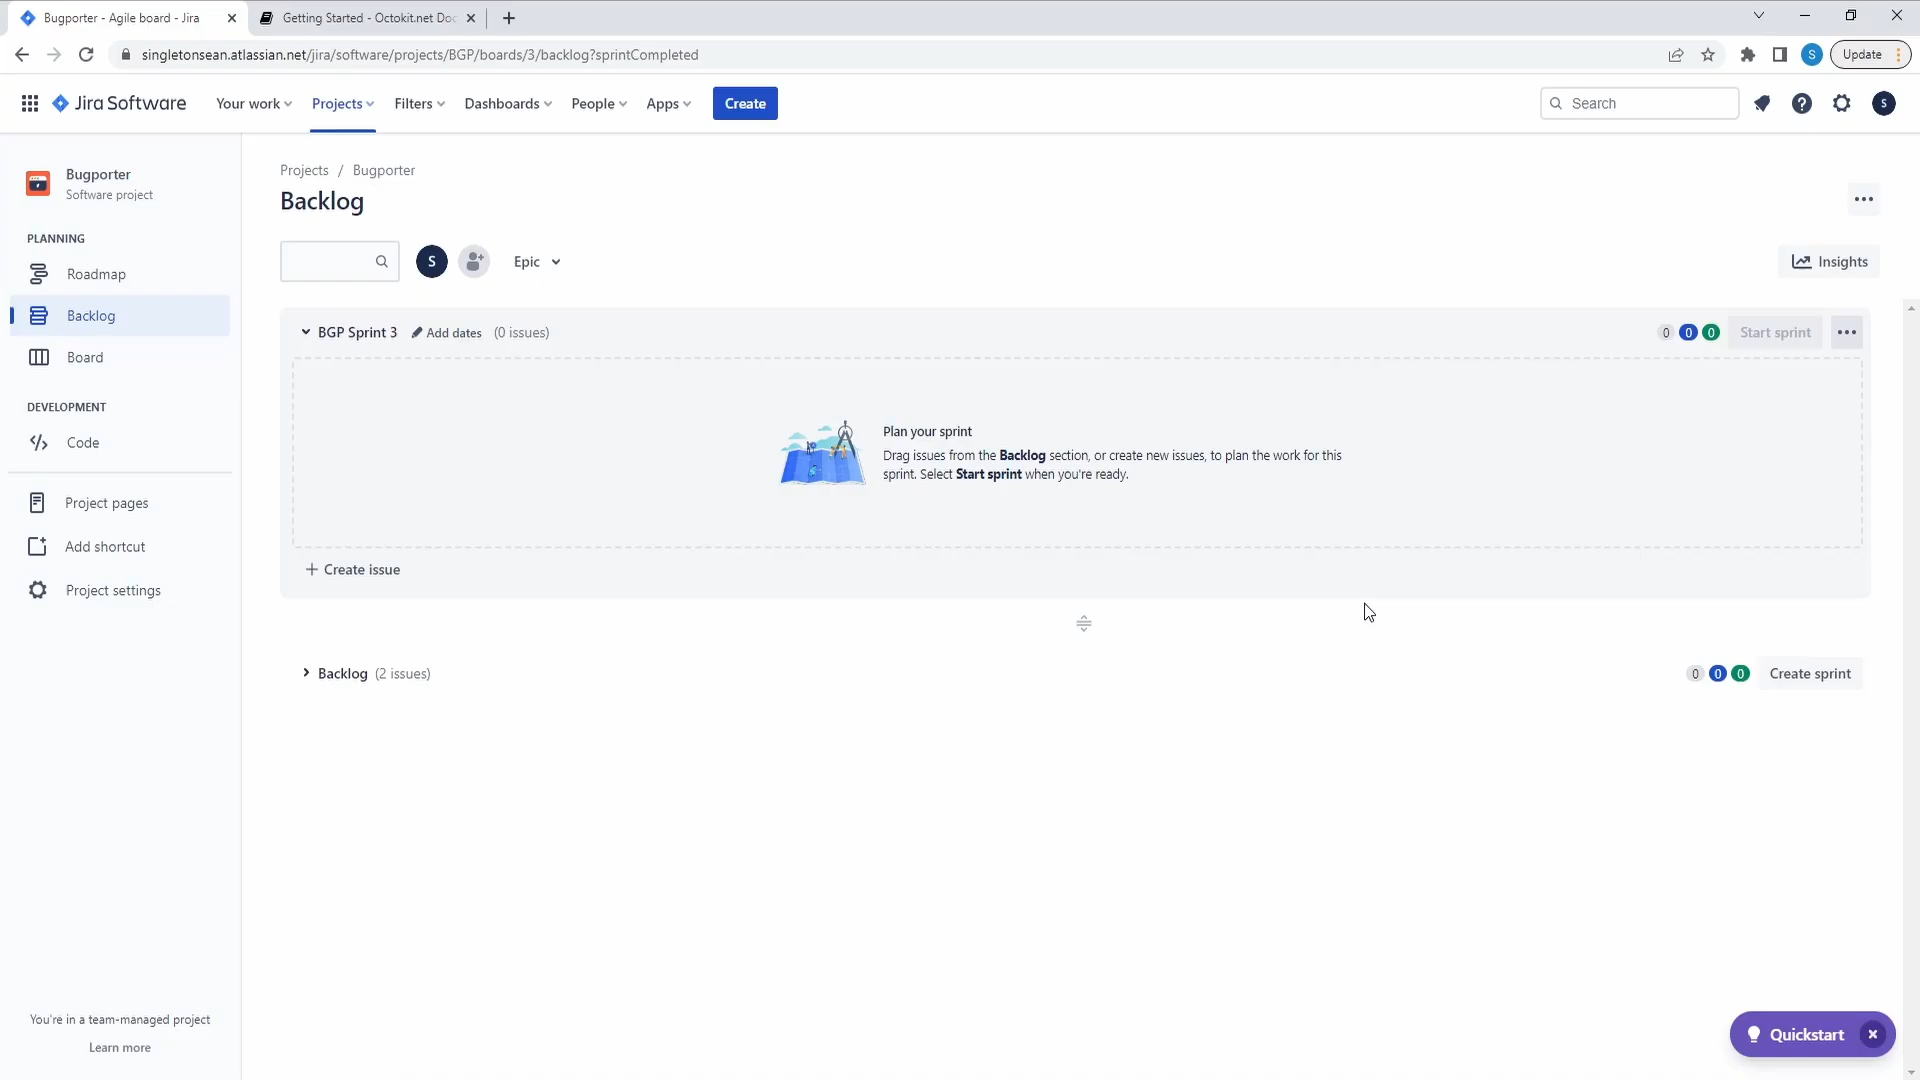 Bugporter - Agile board - Jira
Getting Started - Octokit.net Doc
singletonsean.atlassian.net/jira/software/projects/BGP/boards/3/backlog?sprintCompleted
S
Update
Jira Software
Your work
Projects
Filters
Dashboards
People
Apps
Create
Search
S
Bugporter
Software project
PLANNING
Roadmap
Backlog
Board
DEVELOPMENT
Code
Project pages
Add shortcut
Project settings
You're in a team-managed project
Learn more
Projects / Bugporter
Backlog
S
Epic
Insights
BGP Sprint 3
Add dates
(0 issues)
0 0 0
Start sprint
Plan your sprint
Drag issues from the Backlog section, or create new issues, to plan the work for this
sprint. Select Start sprint when you're ready.
+ Create issue
Backlog (2 issues)
0 0 0
Create sprint
Quickstart